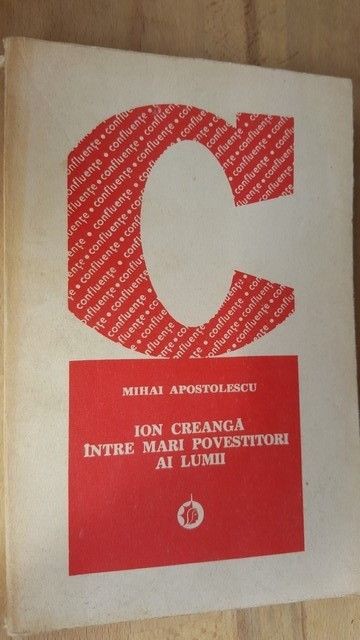 confluențe • confluențe • confluențe
MIHAI APOSTOLESCU
ION CREANGĂ
ÎNTRE MARI POVESTITORI
AI LUMII